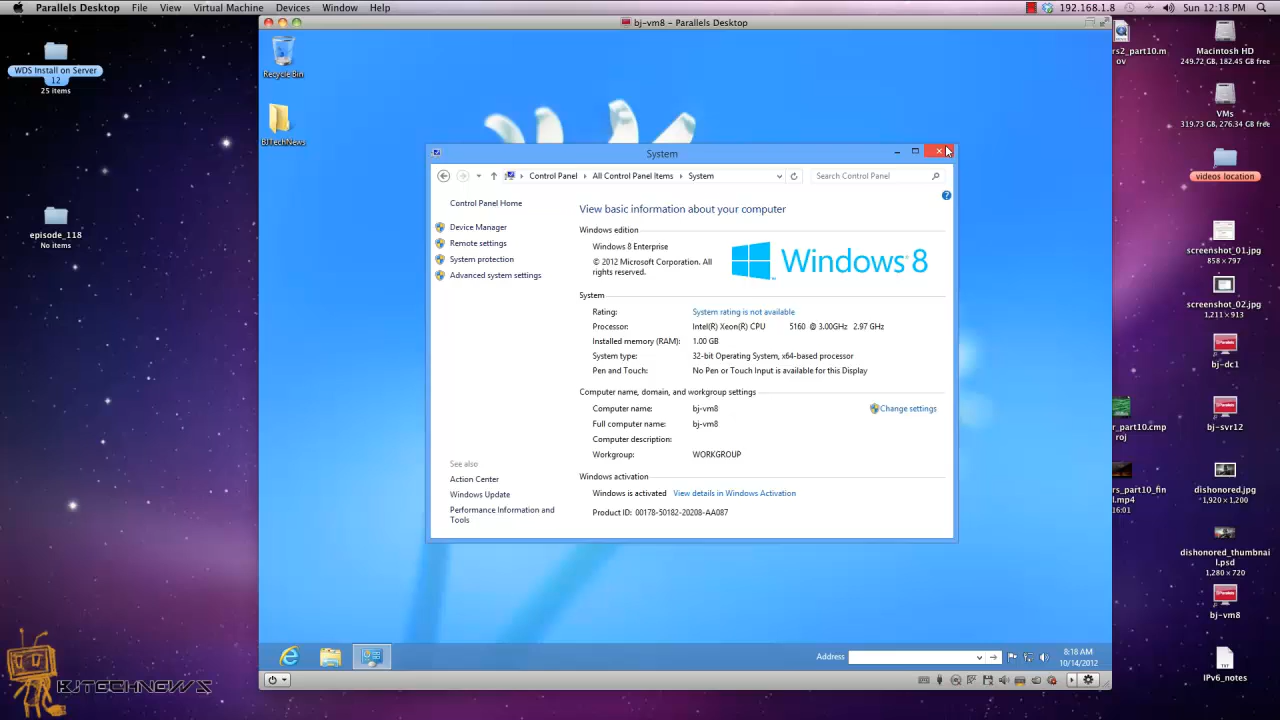 Parallels Desktop File View Virtual Machine Devices Window Help
192.168.1.8 Sun 12:18 PM
bj-vm8 – Parallels Desktop
WDS Install on Server
12
25 items
episode_118
No items
BJTECHNEWS
Recycle Bin
BJTechNews
System
Control Panel All Control Panel Items System
Search Control Panel
Control Panel Home
Device Manager
Remote settings
System protection
Advanced system settings
See also
Action Center
Windows Update
Performance Information and
Tools
View basic information about your computer
Windows edition
Windows 8 Enterprise
© 2012 Microsoft Corporation. All
rights reserved.
Windows 8
System
Rating: System rating is not available
Processor: Intel(R) Xeon(R) CPU 5160 @ 3.00GHz 2.97 GHz
Installed memory (RAM): 1.00 GB
System type: 32-bit Operating System, x64-based processor
Pen and Touch: No Pen or Touch Input is available for this Display
Computer name, domain, and workgroup settings
Computer name: bj-vm8
Change settings
Full computer name: bj-vm8
Computer description:
Workgroup: WORKGROUP
Windows activation
Windows is activated View details in Windows Activation
Product ID: 00178-50182-20208-AA087
Address
8:18 AM
10/14/2012
rs2_part10.m
ov
r_part10.cmp
roj
rs_part10_fin
l.mp4
16:01
Macintosh HD
249.72 GB, 182.45 GB free
VMs
319.73 GB, 276.34 GB free
videos location
screenshot_01.jpg
858 × 797
screenshot_02.jpg
1,211 × 913
bj-dc1
bj-svr12
dishonored.jpg
1,920 × 1,200
dishonored_thumbnai
l.psd
1,280 × 720
bj-vm8
IPv6_notes